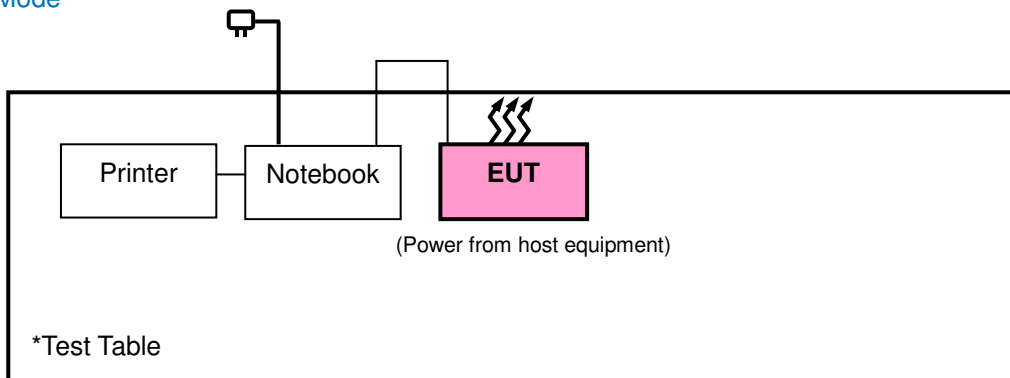 Mode
Printer
Notebook
EUT
(Power from host equipment)
*Test Table